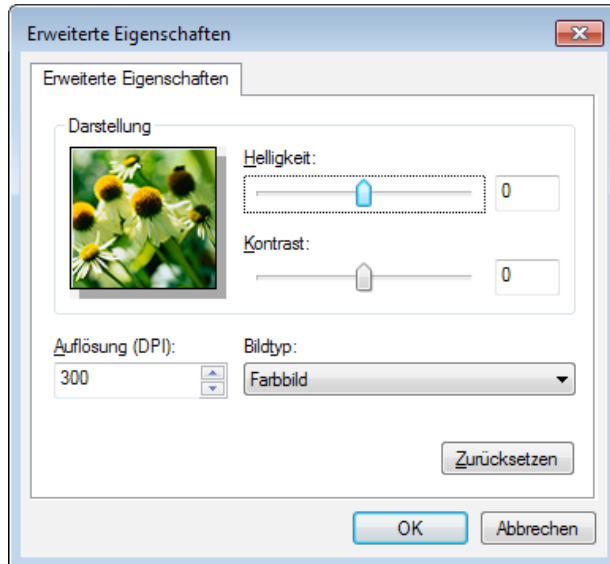 Erweiterte Eigenschaften
Erweiterte Eigenschaften
Darstellung
Helligkeit:
0
Kontrast:
0
Auflösung (DPI): Bildtyp:
300 Farbbild
Zurücksetzen
OK Abbrechen